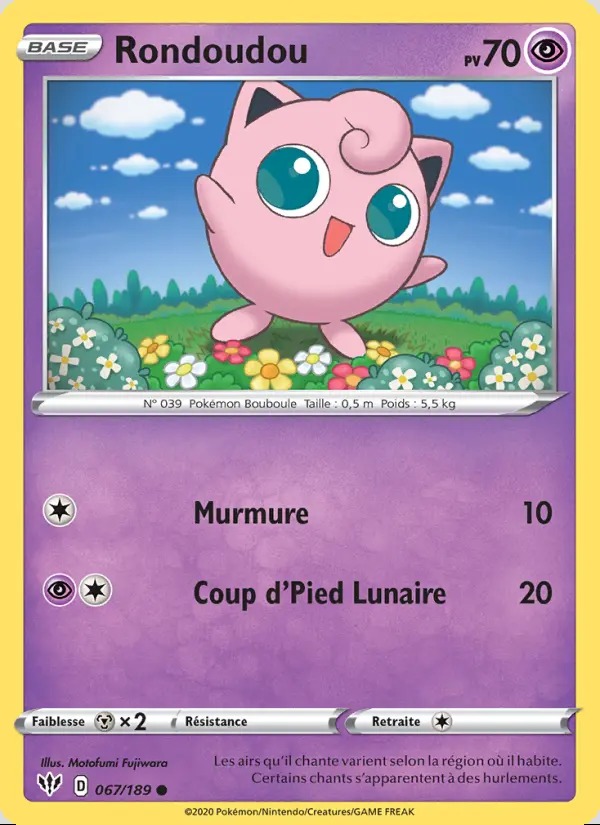 BASE Rondoudou PV70
N° 039 Pokémon Bouboule Taille : 0,5 m Poids : 5,5 kg
Murmure 10
Coup d'Pied Lunaire 20
Faiblesse ×2 Résistance Retraite
Illus. Motofumi Fujiwara
Les airs qu'il chante varient selon la région où il habite.
Certains chants s'apparentent à des hurlements.
D 067/189
©2020 Pokémon/Nintendo/Creatures/GAME FREAK